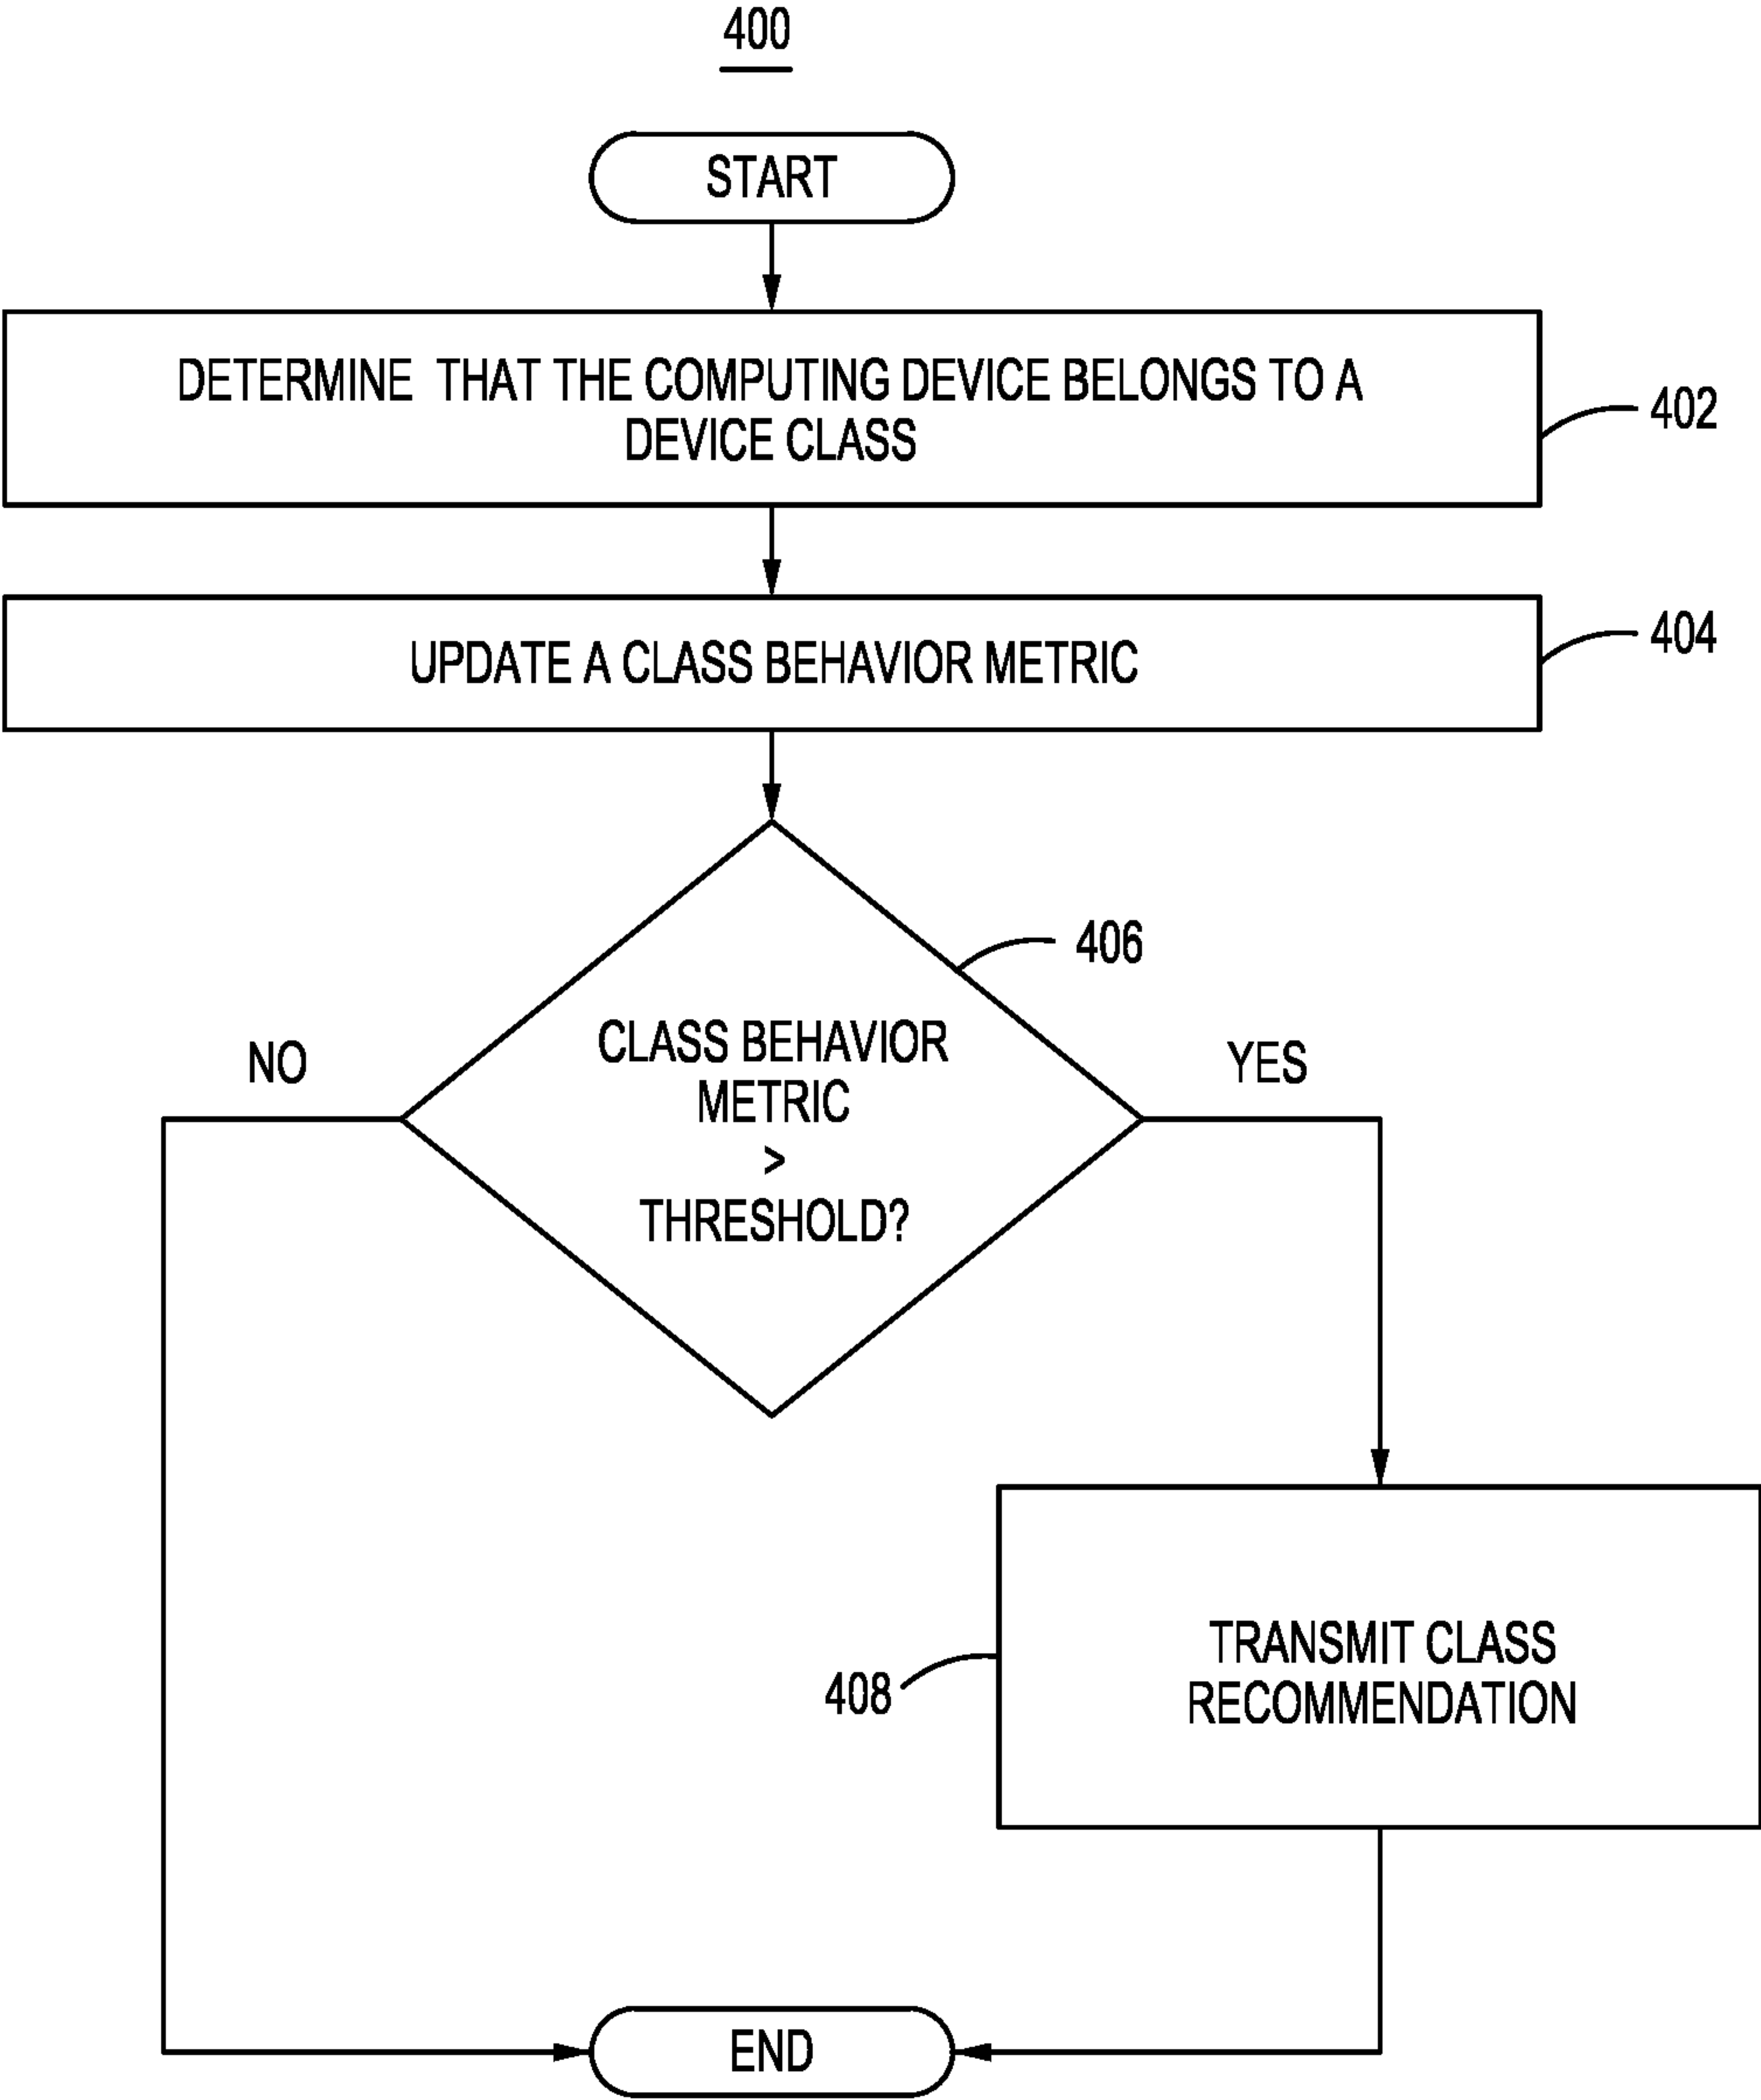 400
START
DETERMINE THAT THE COMPUTING DEVICE BELONGS TO A
DEVICE CLASS
402
UPDATE A CLASS BEHAVIOR METRIC
404
406
CLASS BEHAVIOR
METRIC
>
THRESHOLD?
NO
YES
TRANSMIT CLASS
RECOMMENDATION
408
END